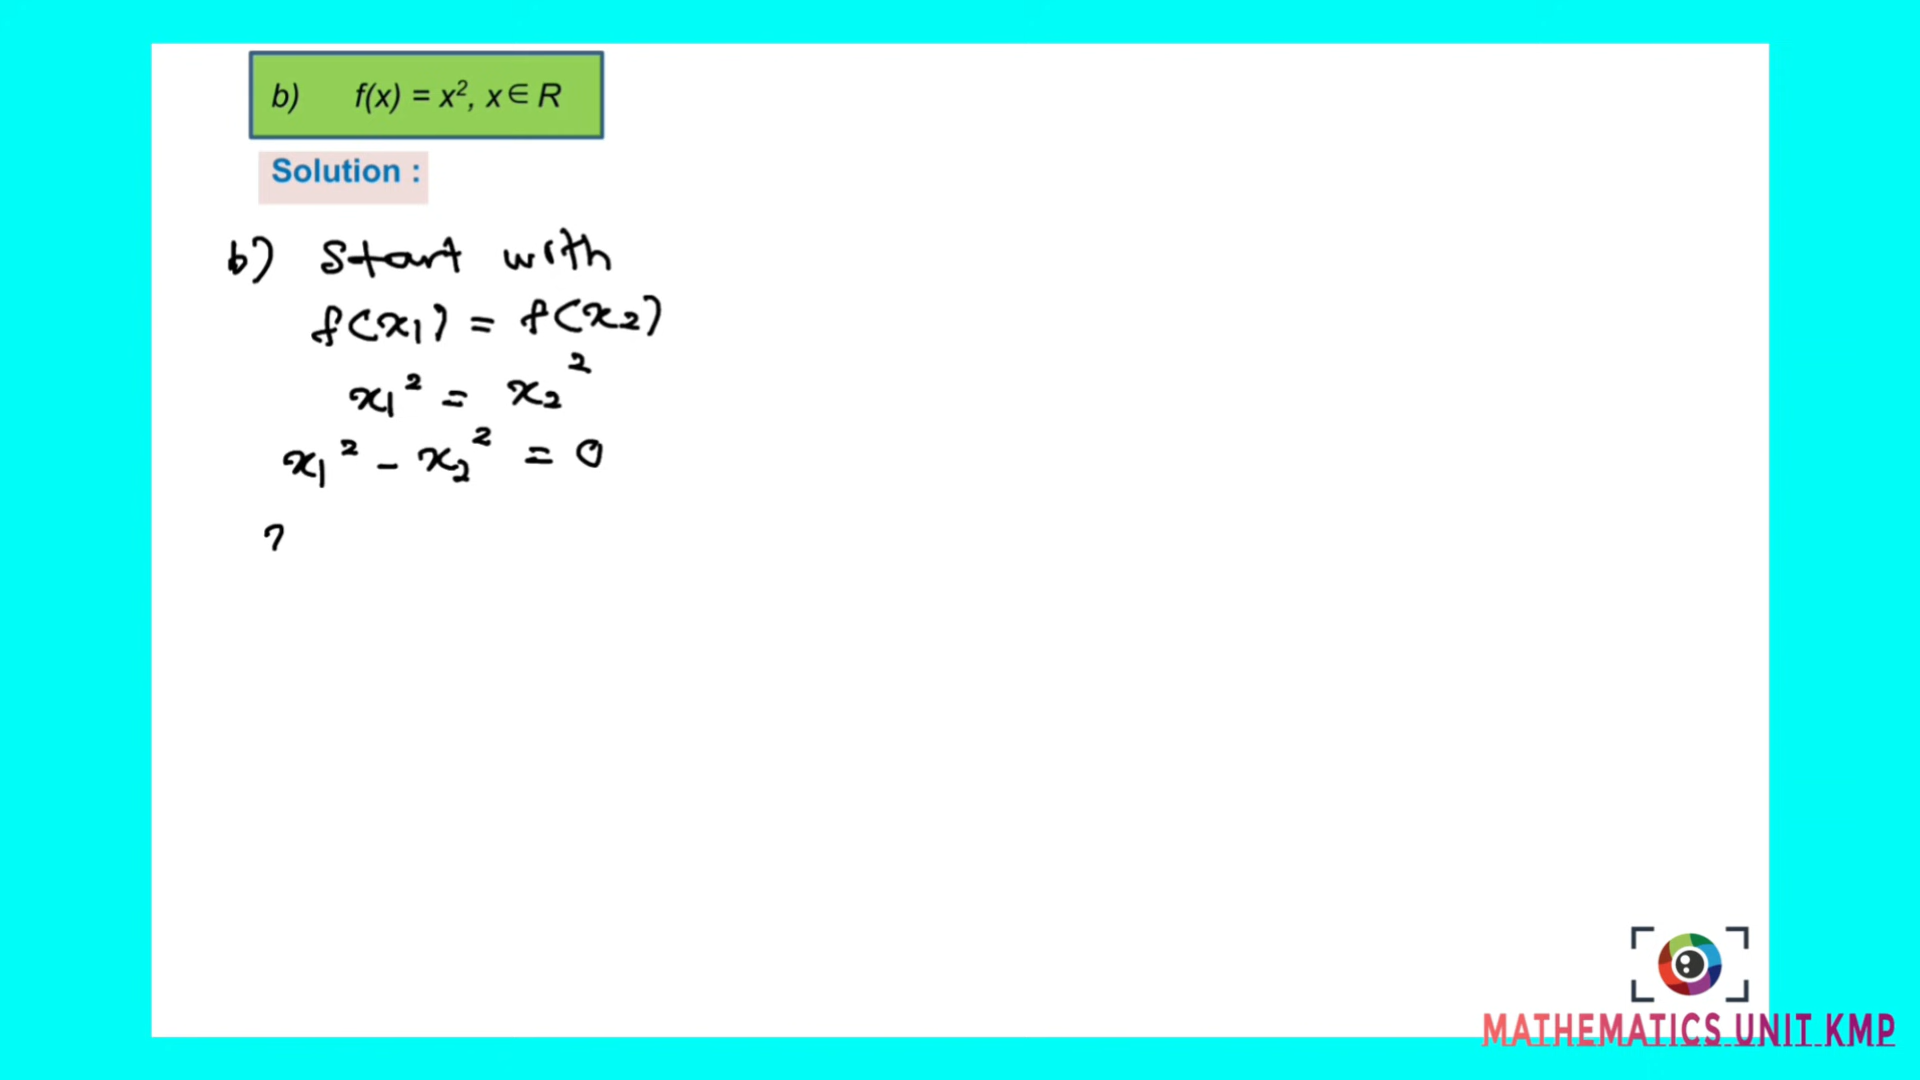 b) f(x) = x², x ∈ R
Solution :
b) Start with
f(x₁) = f(x₂)
x₁² = x₂²
x₁² - x₂² = 0
MATHEMATICS UNIT KMP